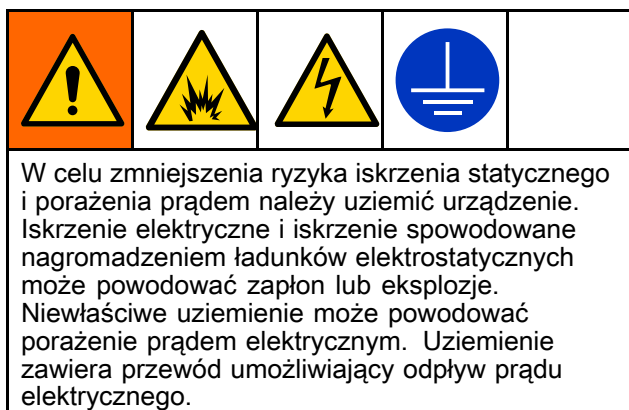 W celu zmniejszenia ryzyka iskrzenia statycznego
i porażenia prądem należy uziemić urządzenie.
Iskrzenie elektryczne i iskrzenie spowodowane
nagromadzeniem ładunków elektrostatycznych
może powodować zapłon lub eksplozje.
Niewłaściwe uziemienie może powodować
porażenie prądem elektrycznym. Uziemienie
zawiera przewód umożliwiający odpływ prądu
elektrycznego.